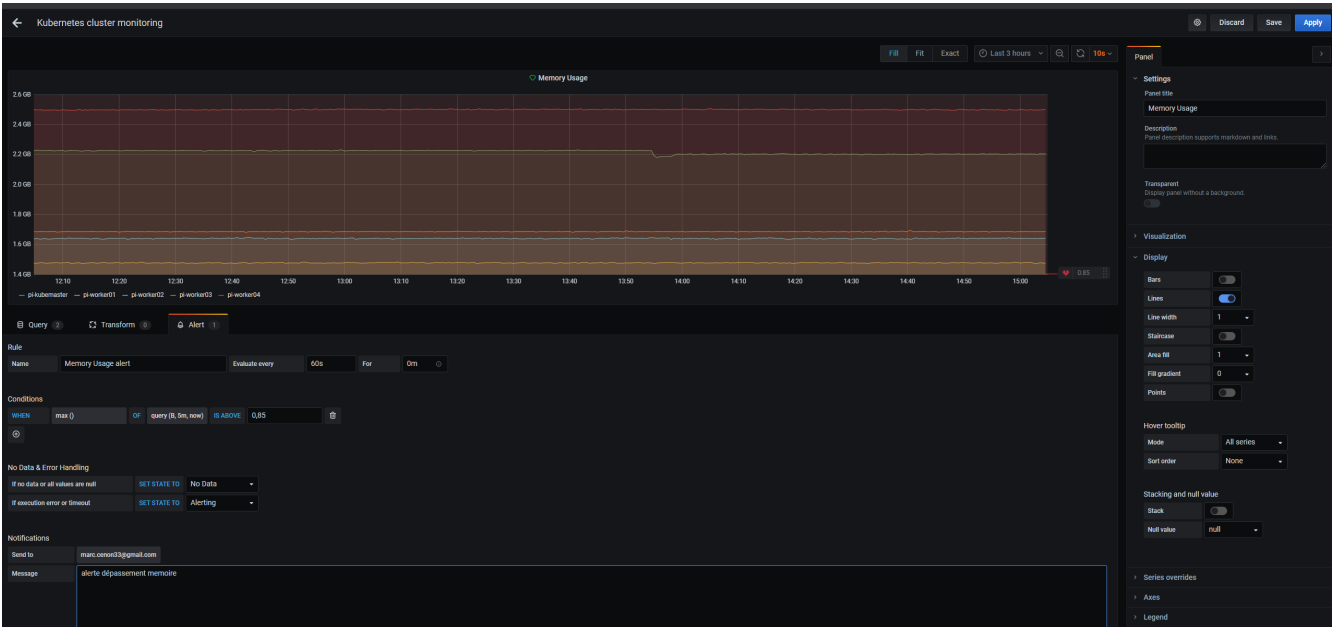 Kubernetes cluster monitoring
Discard Save Apply
Fill Fit Exact Last 3 hours 10s
Memory Usage
2.6 GB
2.4 GB
2.2 GB
2.0 GB
1.8 GB
1.6 GB
1.4 GB
12:10 12:20 12:30 12:40 12:50 13:00 13:10 13:20 13:30 13:40 13:50 14:00 14:10 14:20 14:30 14:40 14:50 15:00
0.85
pi-kubemaster pi-worker01 pi-worker02 pi-worker03 pi-worker04
Query 2 Transform 0 Alert 1
Rule
Name Memory Usage alert Evaluate every 60s For 0m
Conditions
WHEN max () OF query (B, 5m, now) IS ABOVE 0,85
No Data & Error Handling
If no data or all values are null SET STATE TO No Data
If execution error or timeout SET STATE TO Alerting
Notifications
Send to marc.cenon33@gmail.com
Message alerte dépassement memoire
Panel
Settings
Panel title
Memory Usage
Description
Panel description supports markdown and links.
Transparent
Display panel without a background.
Visualization
Display
Bars
Lines
Line width 1
Staircase
Area fill 1
Fill gradient 0
Points
Hover tooltip
Mode All series
Sort order None
Stacking and null value
Stack
Null value null
Series overrides
Axes
Legend